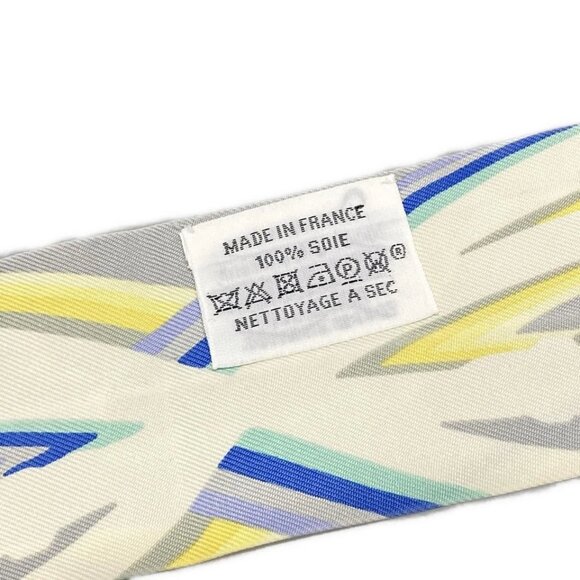 MADE IN FRANCE
100% SOIE
P ®
NETTOYAGE A SEC